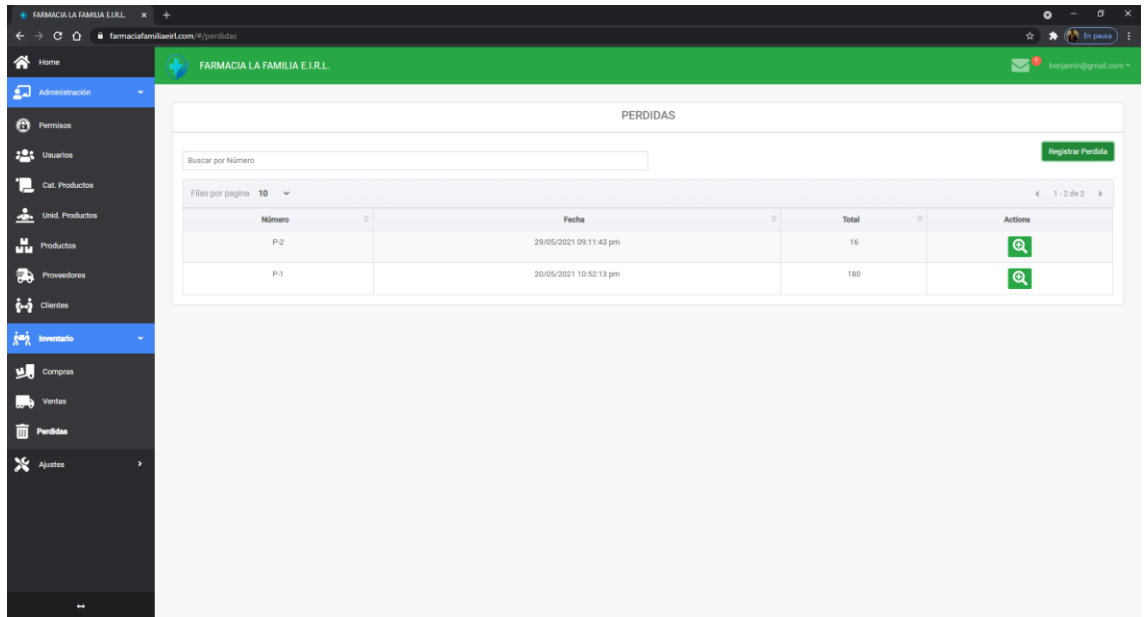 FARMACIA LA FAMILIA E.I.R.L.
farmaciafamiliaeirl.com/#/perdidas
En pausa
Home
FARMACIA LA FAMILIA E.I.R.L.
benjamin@gmail.com
Administración
Permisos
Usuarios
Cat. Productos
Unid. Productos
Productos
Proveedores
Clientes
Inventario
Compras
Ventas
Perdidas
Ajustes
PERDIDAS
Buscar por Número
Registrar Perdida
Filas por pagina 10
1 - 2 de 2
Número Fecha Total Actions
P-2 29/05/2021 09:11:43 pm 16
P-1 20/05/2021 10:52:13 pm 180